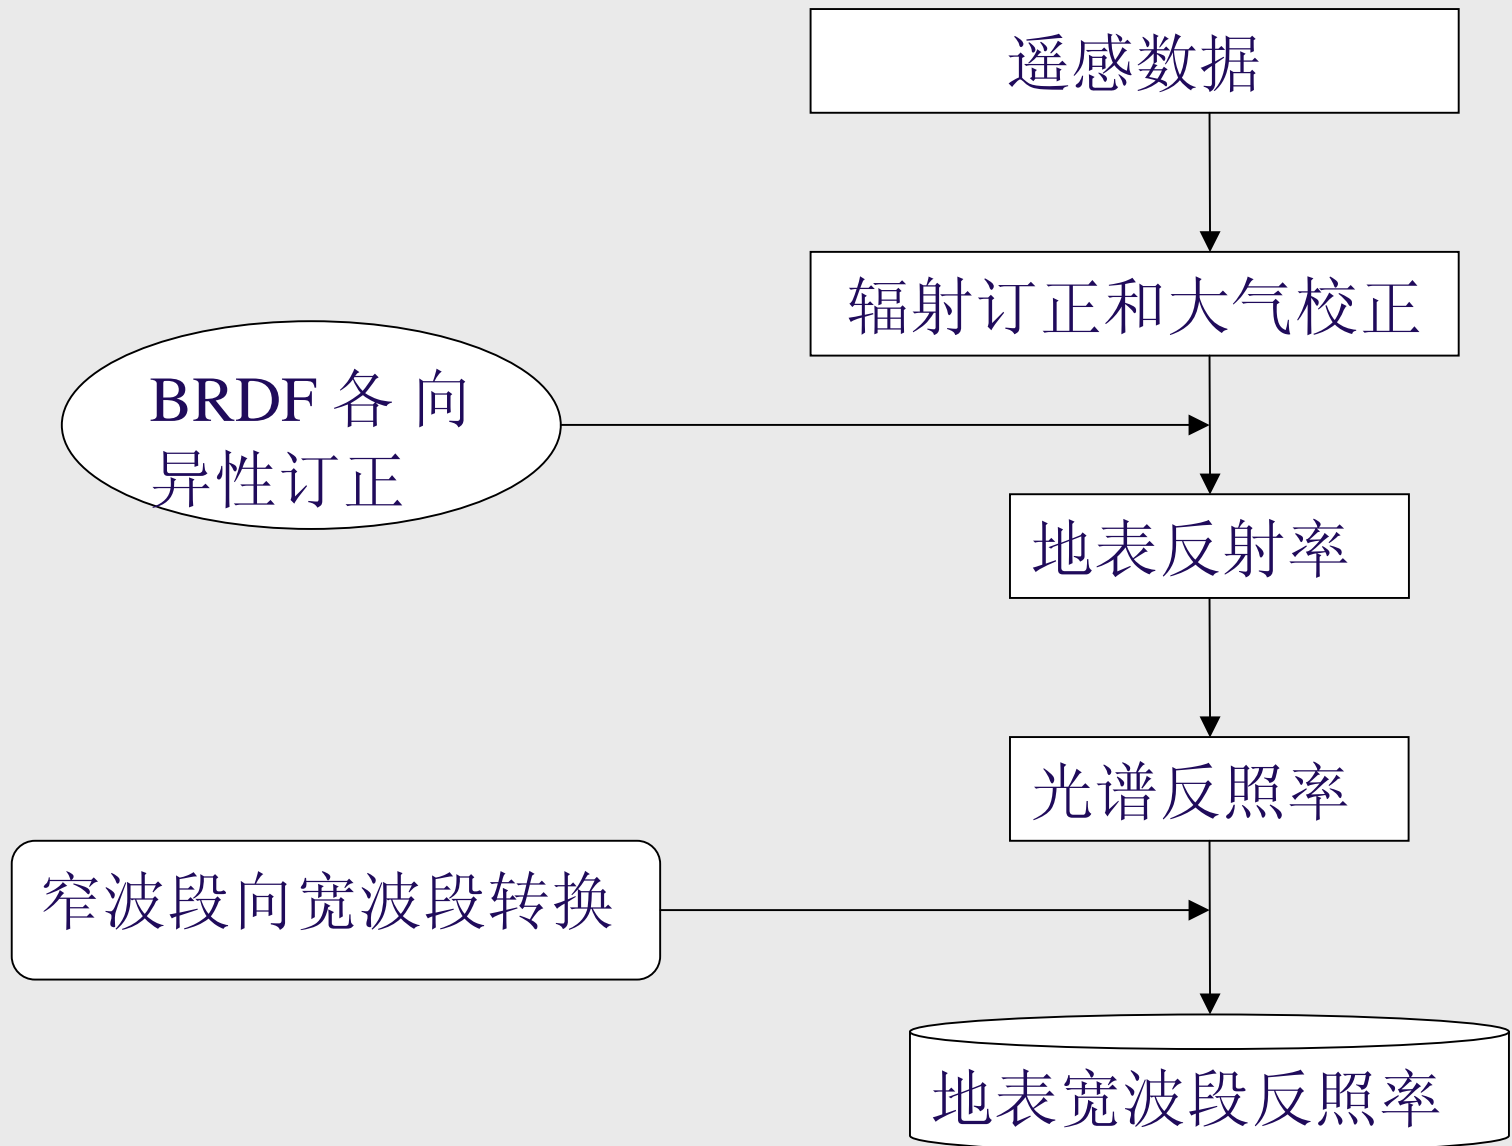 遥感数据
辐射订正和大气校正
BRDF 各 向
异性订正
地表反射率
光谱反照率
窄波段向宽波段转换
地表宽波段反照率